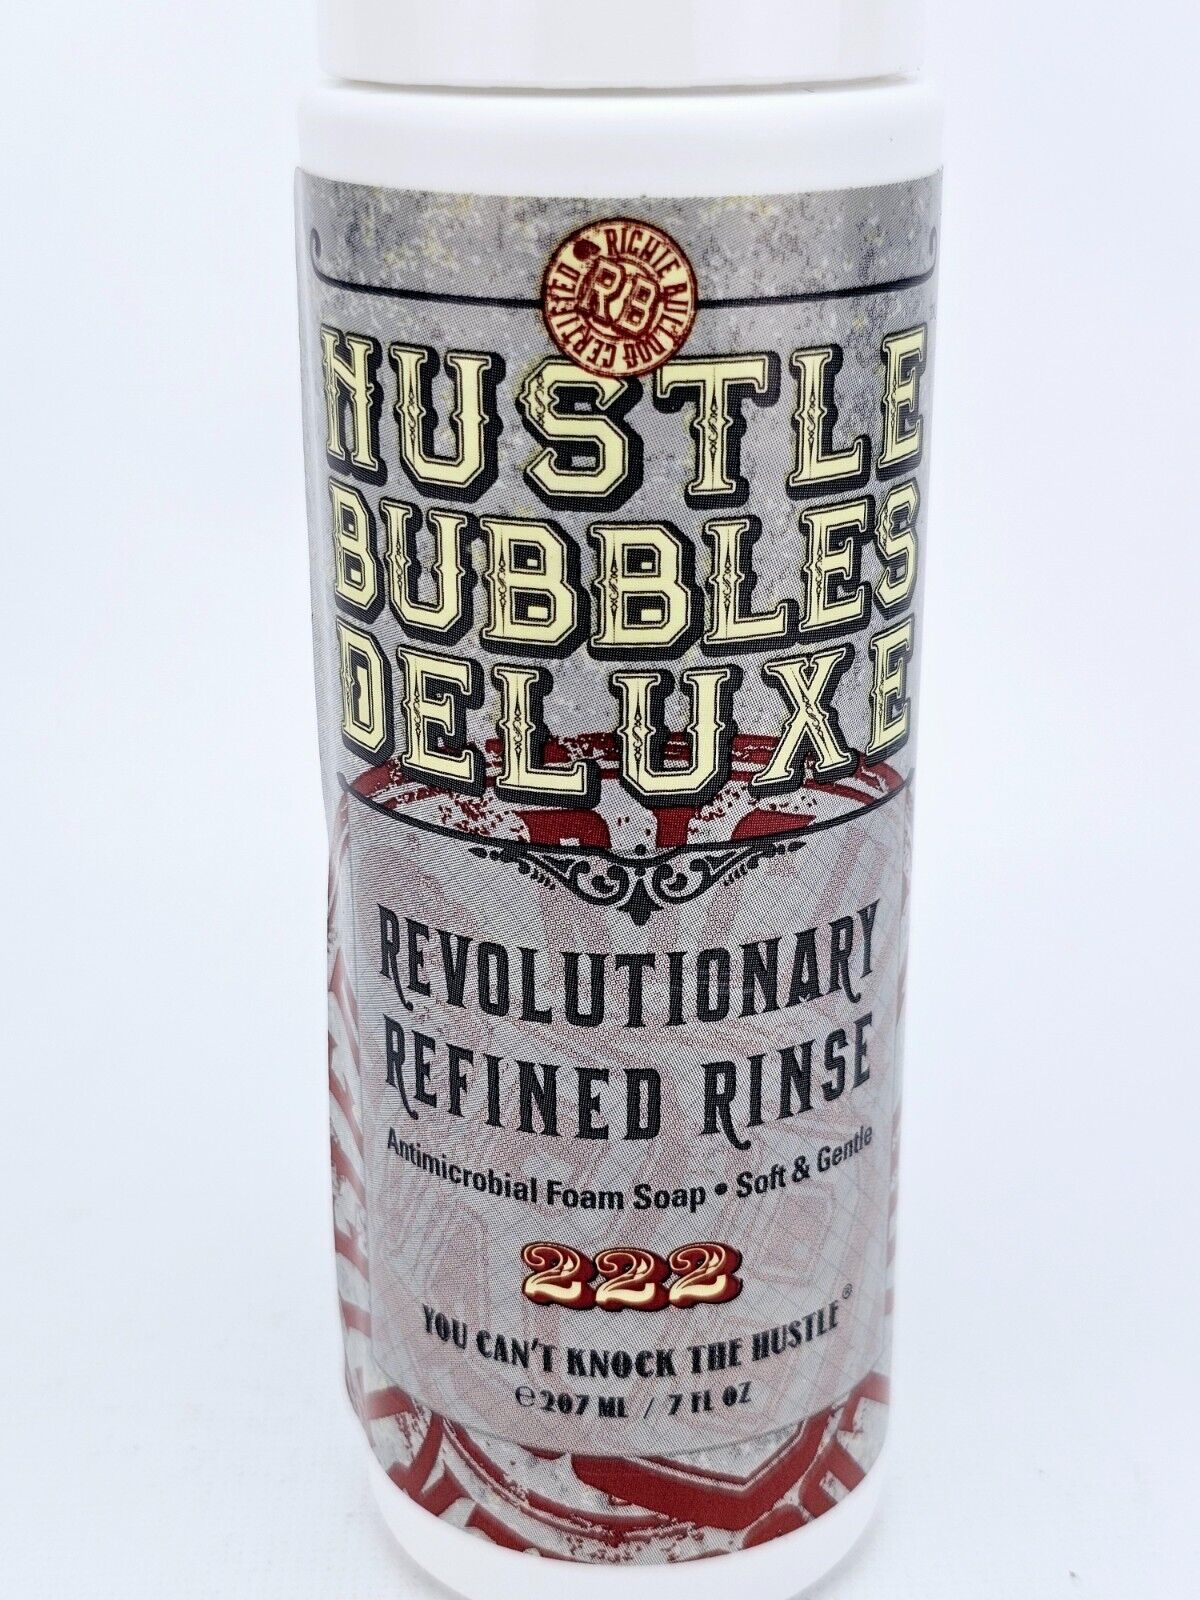 RICHIE BULLDOG CERTIFIED
RB
HUSTLE
BUBBLES
DELUXE
REVOLUTIONARY
REFINED RINSE
Antimicrobial Foam Soap • Soft & Gentle
222
YOU CAN'T KNOCK THE HUSTLE®
℮ 207 ML / 7 FL OZ